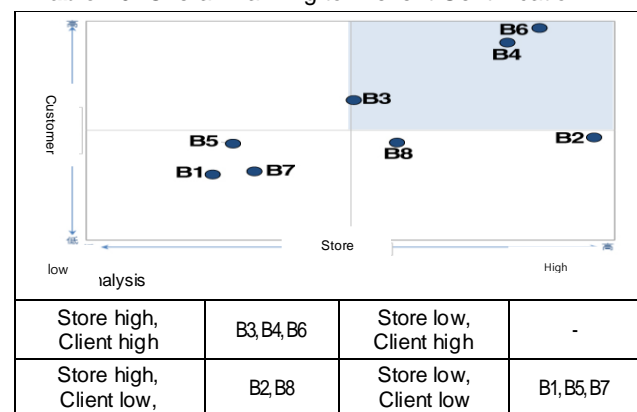 B6
B4
B3
Customer
B5
B2
B8
B1
B7
Store
low
High
nalysis
Store high,
Client high
B3, B4, B6
Store low,
Client high
-
Store high,
Client low,
B2, B8
Store low,
Client low
B1, B5, B7